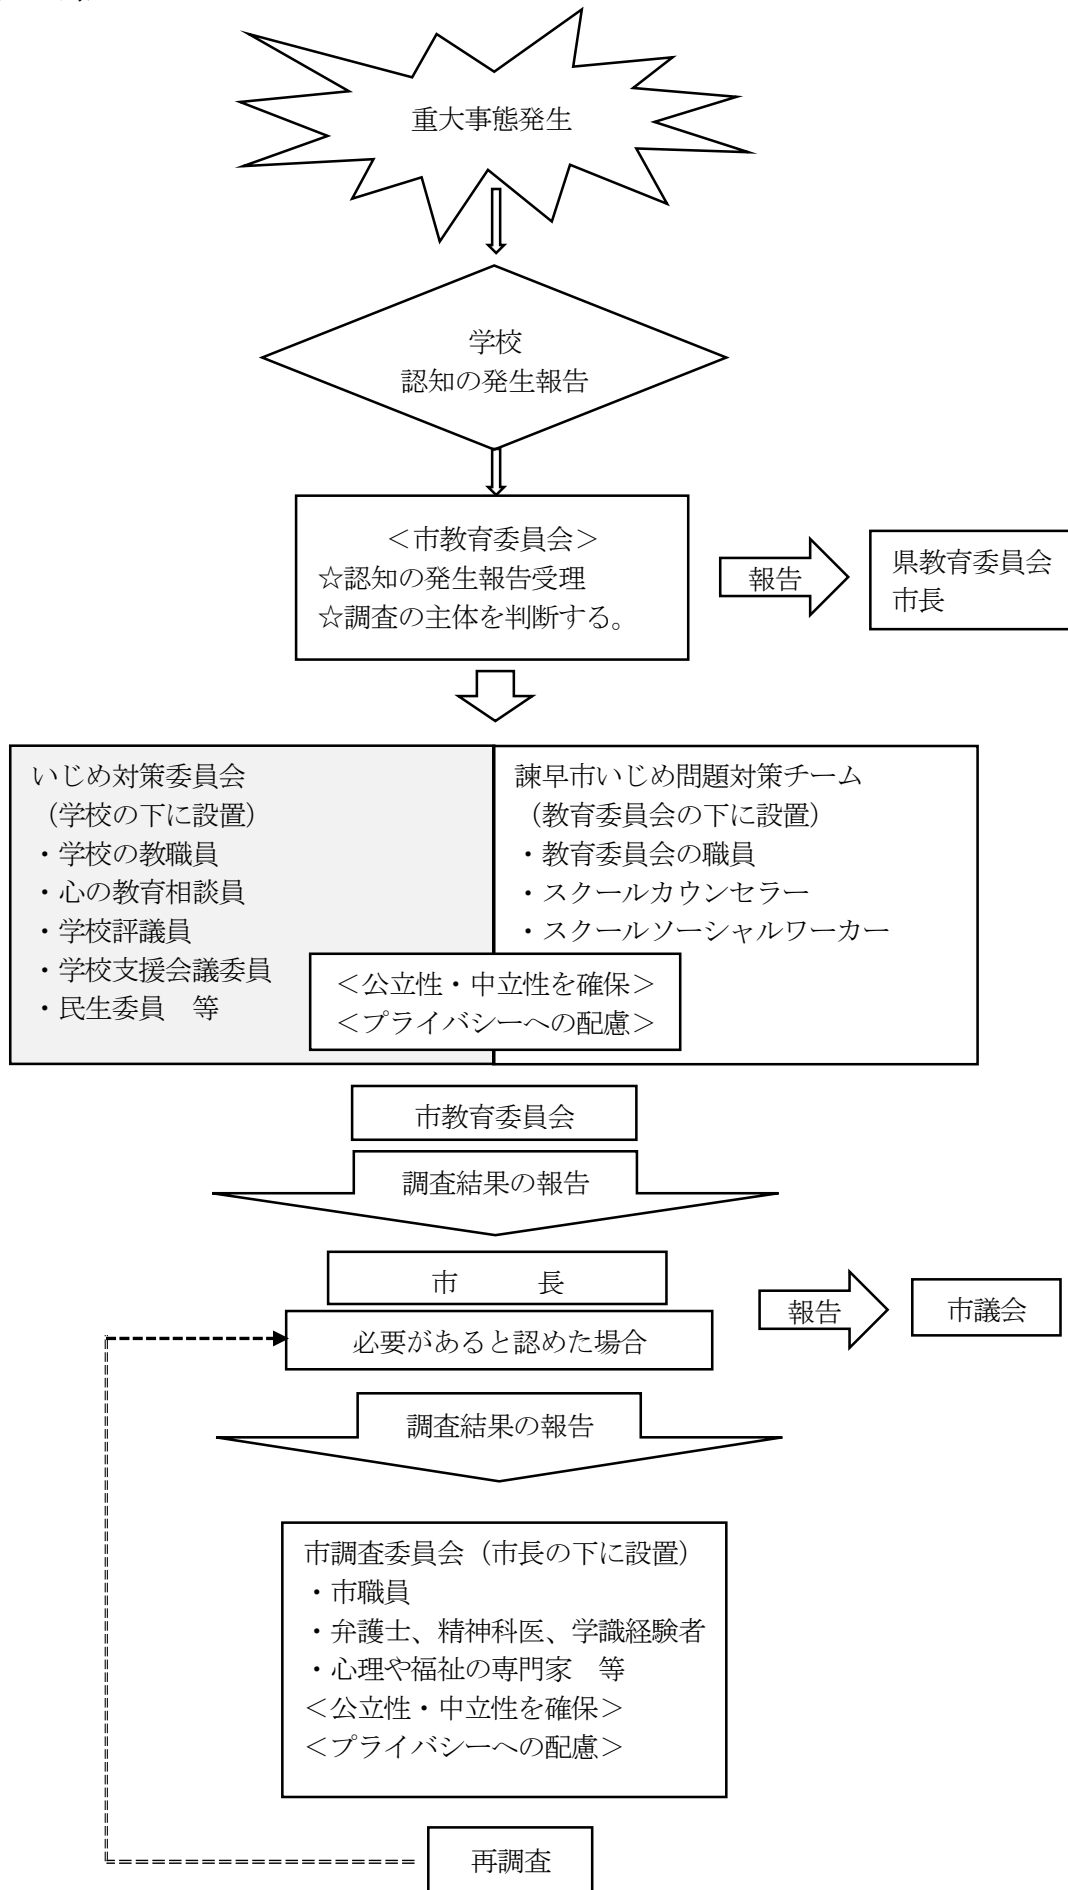 重大事態発生
学校
認知の発生報告
＜市教育委員会＞
☆認知の発生報告受理
☆調査の主体を判断する。
報告
県教育委員会
市長
いじめ対策委員会
（学校の下に設置）
・学校の教職員
・心の教育相談員
・学校評議員
・学校支援会議委員
・民生委員　等
諫早市いじめ問題対策チーム
（教育委員会の下に設置）
・教育委員会の職員
・スクールカウンセラー
・スクールソーシャルワーカー
＜公立性・中立性を確保＞
＜プライバシーへの配慮＞
市教育委員会
調査結果の報告
市　　　長
必要があると認めた場合
報告
市議会
調査結果の報告
市調査委員会（市長の下に設置）
・市職員
・弁護士、精神科医、学識経験者
・心理や福祉の専門家　等
＜公立性・中立性を確保＞
＜プライバシーへの配慮＞
再調査